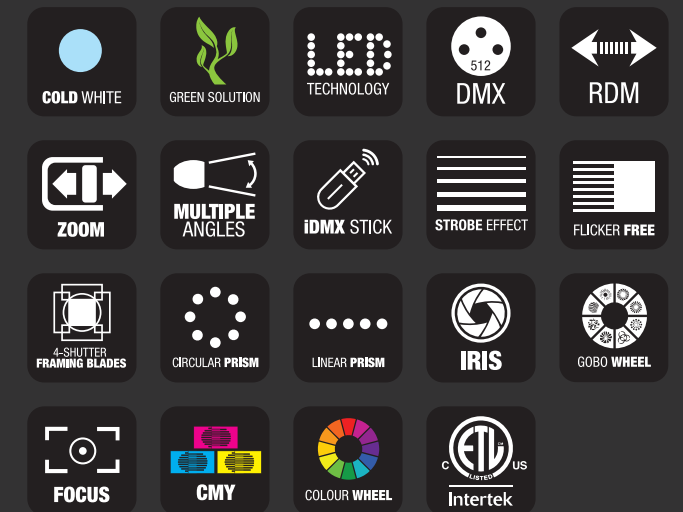 COLD WHITE
GREEN SOLUTION
LED
TECHNOLOGY
512
DMX
RDM
ZOOM
MULTIPLE
ANGLES
iDMX STICK
STROBE EFFECT
FLICKER FREE
4-SHUTTER
FRAMING BLADES
CIRCULAR PRISM
LINEAR PRISM
IRIS
GOBO WHEEL
FOCUS
CMY
COLOUR WHEEL
ETL
CM
C
US
LISTED
Intertek